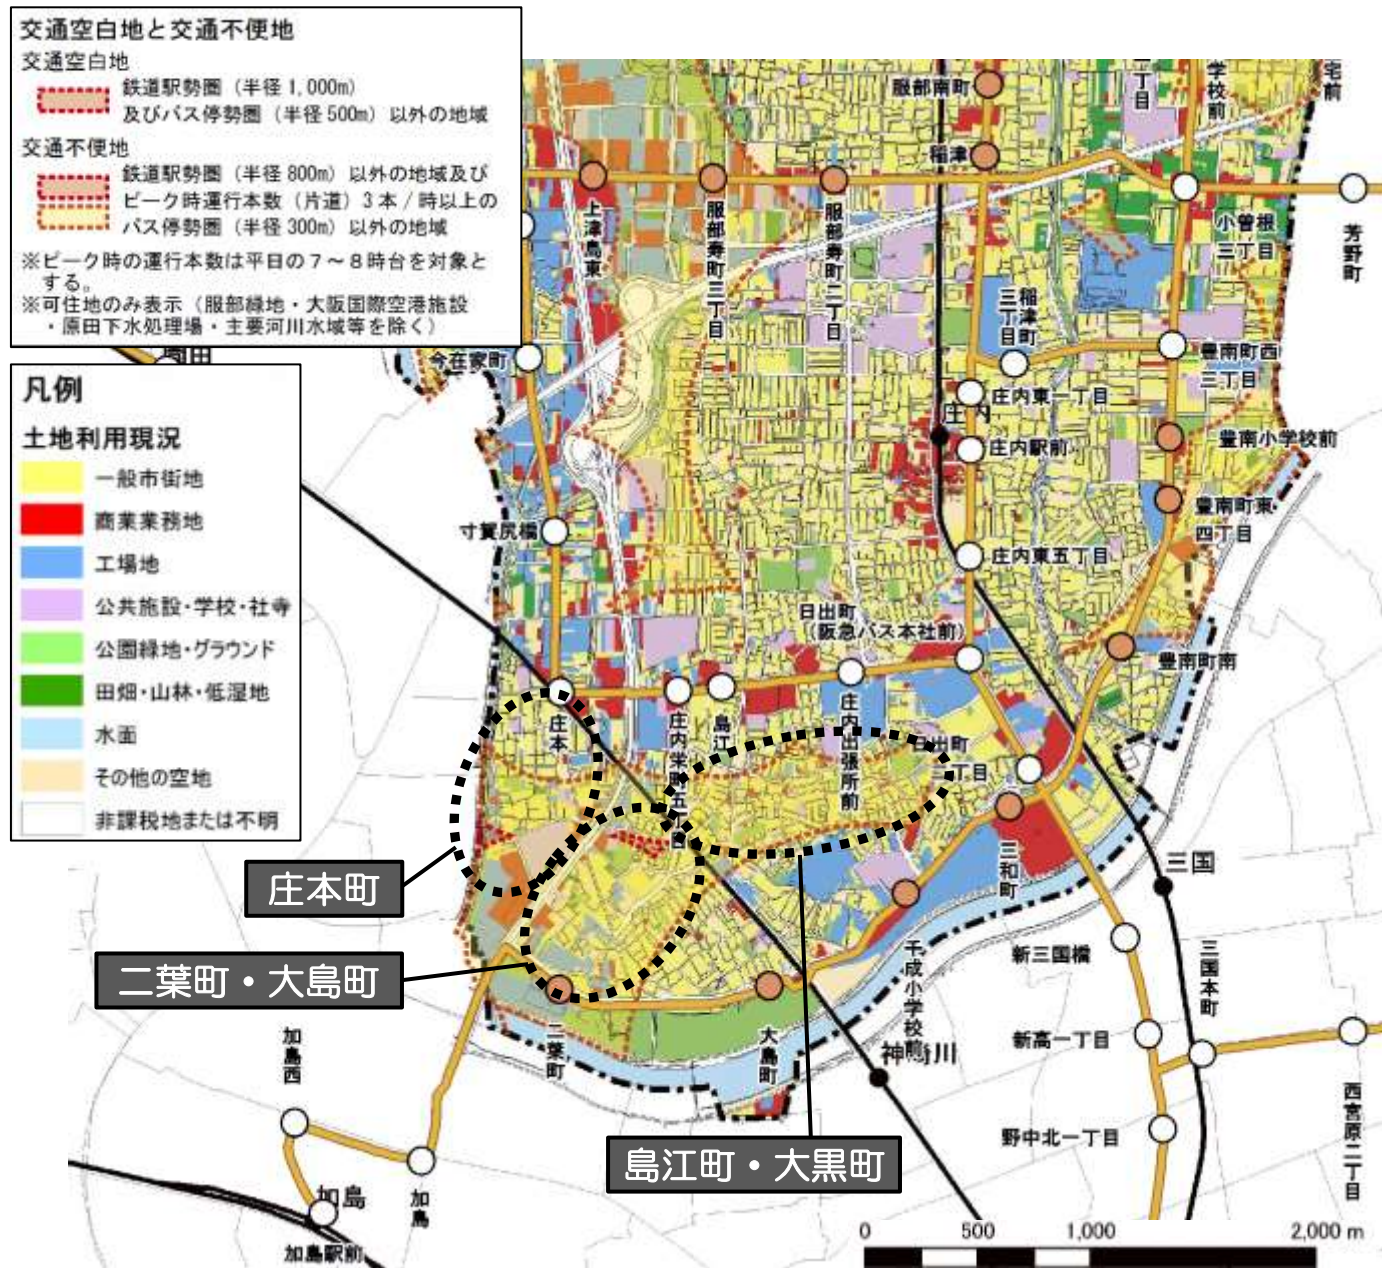 交通空白地と交通不便地
交通空白地
鉄道駅勢圏（半径 1,000m）
及びバス停勢圏（半径 500m）以外の地域
交通不便地
鉄道駅勢圏（半径 800m）以外の地域及び
ピーク時運行本数（片道）3 本 / 時以上の
バス停勢圏（半径 300m）以外の地域
※ピーク時の運行本数は平日の７～８時台を対象と
する。
※可住地のみ表示（服部緑地・大阪国際空港施設
・原田下水処理場・主要河川水域等を除く）
凡例
土地利用現況
一般市街地
商業業務地
工場地
公共施設・学校・社寺
公園緑地・グラウンド
田畑・山林・低湿地
水面
その他の空地
非課税地または不明
服部南町
稲津
丁目
学校前
宅前
上津島東
服部寿町三丁目
服部寿町二丁目
小曽根
三丁目
芳野町
今在家町
稲津町
三丁目
豊南町西
三丁目
庄内東一丁目
庄内
庄内駅前
豊南小学校前
豊南町東
四丁目
庄内東五丁目
日出町
（阪急バス本社前）
豊南町南
庄本
庄内栄町五丁目
島江
庄内出張所前
日出町
二丁目
三和町
三国
庄本町
二葉町・大島町
千成小学校前
新三国橋
三国本町
二葉町
大島町
神崎川
新高一丁目
加島西
島江町・大黒町
野中北一丁目
西宮原二丁目
加島
加島
加島駅前
0 500 1,000 2,000 m